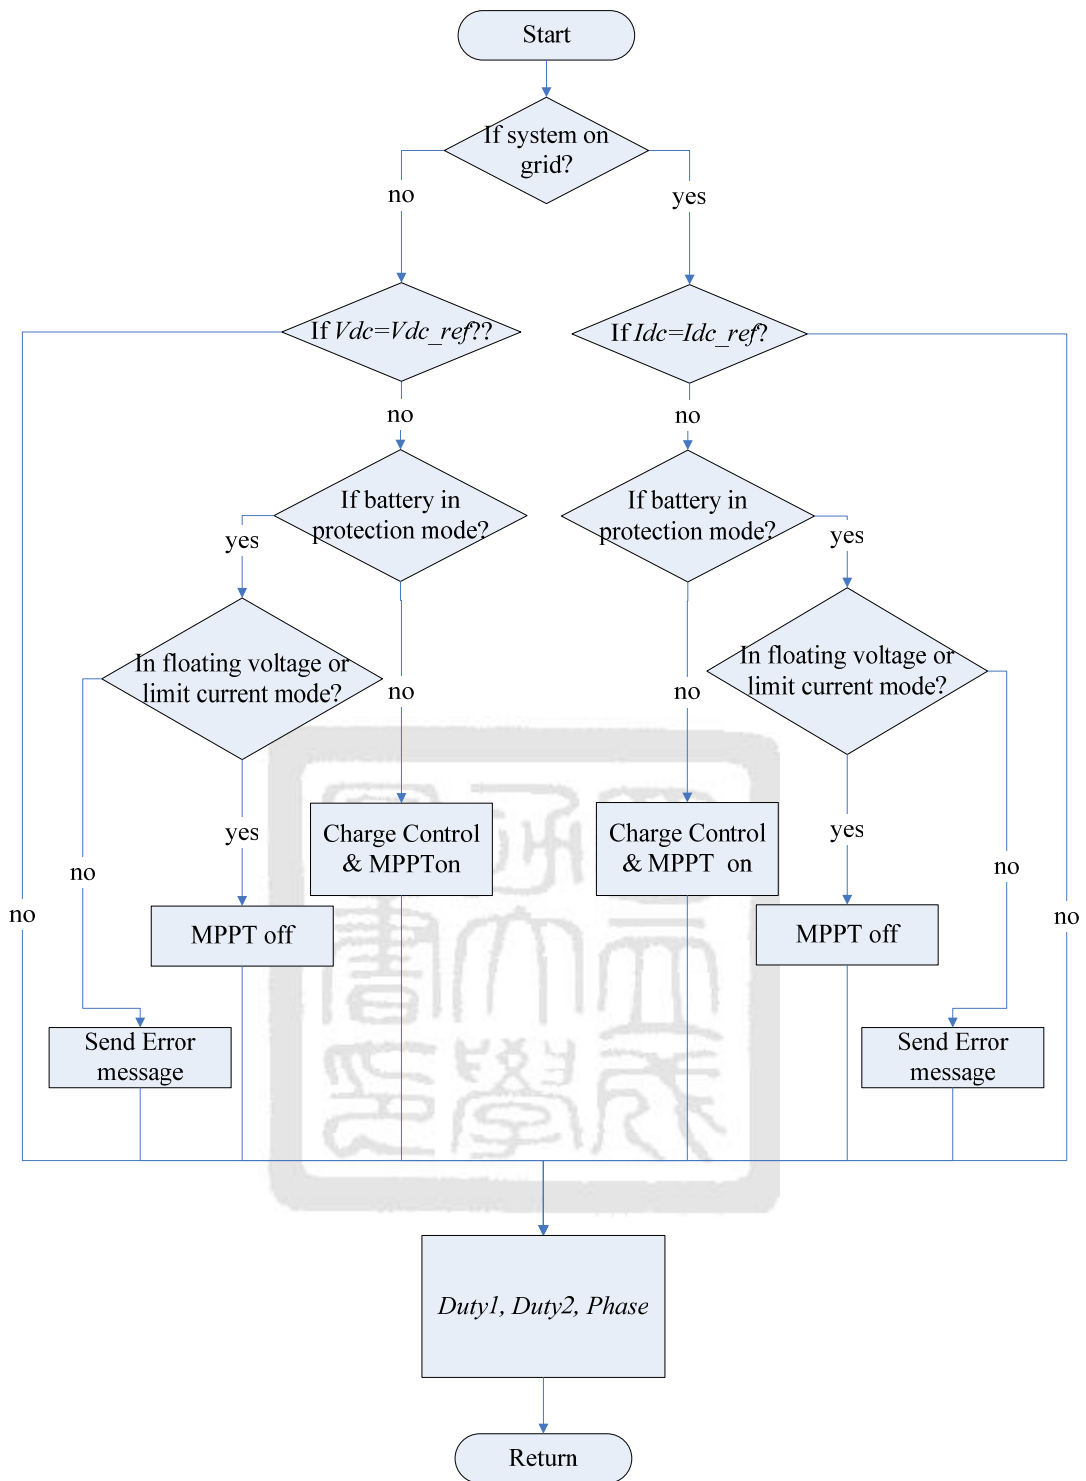 Start
If system on
grid?
no
yes
If Vdc=Vdc_ref??
If Idc=Idc_ref?
no
no
If battery in
protection mode?
If battery in
protection mode?
yes
yes
In floating voltage or
limit current mode?
In floating voltage or
limit current mode?
no
no
yes
yes
Charge Control
& MPPTon
Charge Control
& MPPT on
no
no
no
no
MPPT off
MPPT off
Send Error
message
Send Error
message
Duty1, Duty2, Phase
Return